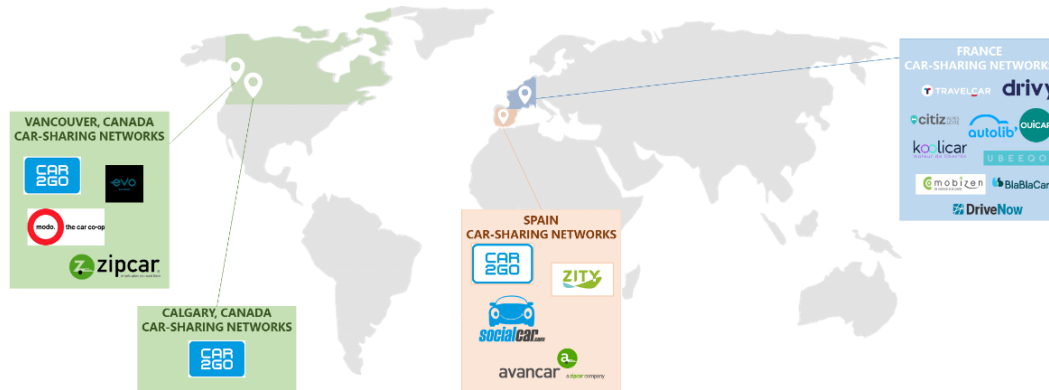 VANCOUVER, CANADA
CAR-SHARING NETWORKS
CAR
2GO
evo
modo. the car co-op
zipcar
CALGARY, CANADA
CAR-SHARING NETWORKS
CAR
2GO
SPAIN
CAR-SHARING NETWORKS
CAR
2GO
ZITY
socialcar.com
avancar
a zipcar company
FRANCE
CAR-SHARING NETWORK
TRAVELCAR
drivy
citiz
autolib'
OUICAR
koolicar
UBEEQO
mobizen
BlaBlaCar
DriveNow